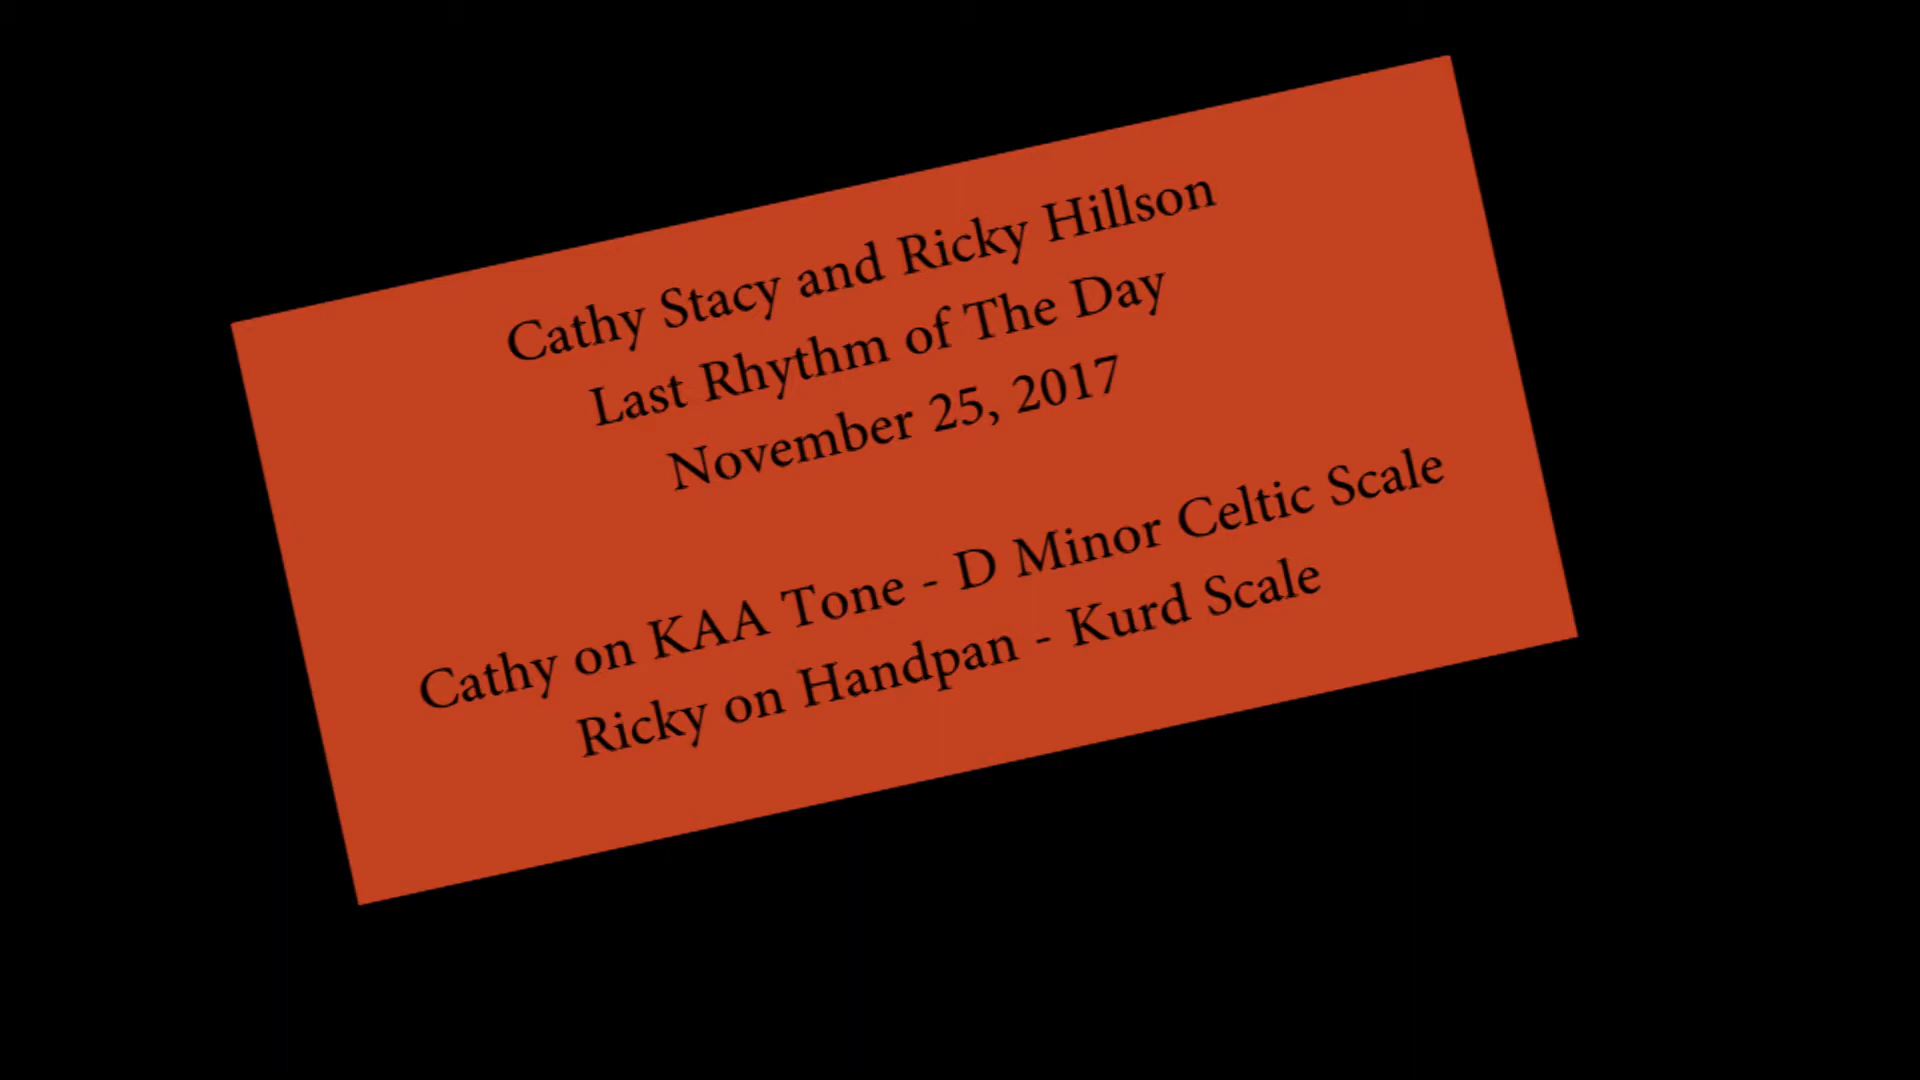 Cathy Stacy and Ricky Hillson
Last Rhythm of The Day
November 25, 2017
Cathy on KAA Tone - D Minor Celtic Scale
Ricky on Handpan - Kurd Scale